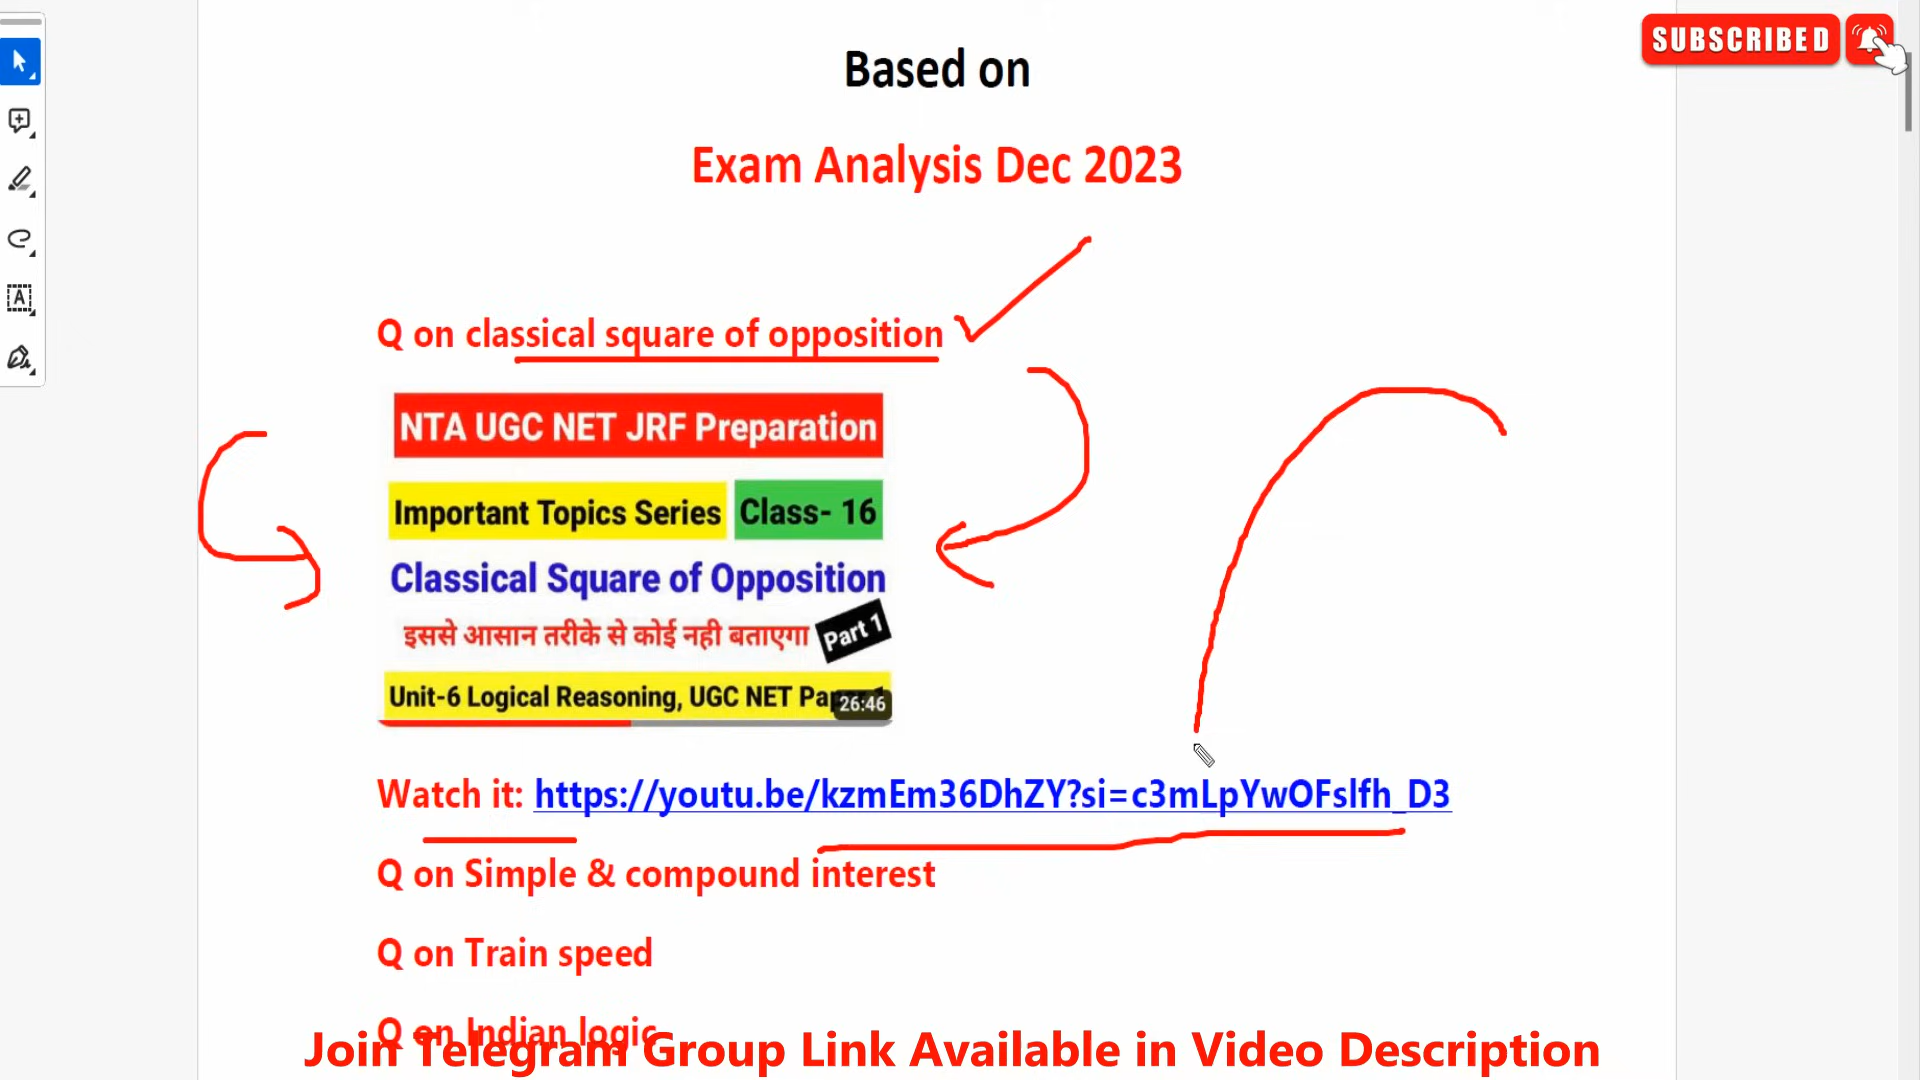 SUBSCRIBED
Based on
Exam Analysis Dec 2023
Q on classical square of opposition
NTA UGC NET JRF Preparation
Important Topics Series Class- 16
Classical Square of Opposition
इससे आसान तरीके से कोई नही बताएगा Part 1
Unit-6 Logical Reasoning, UGC NET
26:46
Watch it: https://youtu.be/kzmEm36DhZY?si=c3mLpYwOFslfh_D3
Q on Simple & compound interest
Q on Train speed
Q on Indian logic
Join Telegram Group Link Available in Video Description